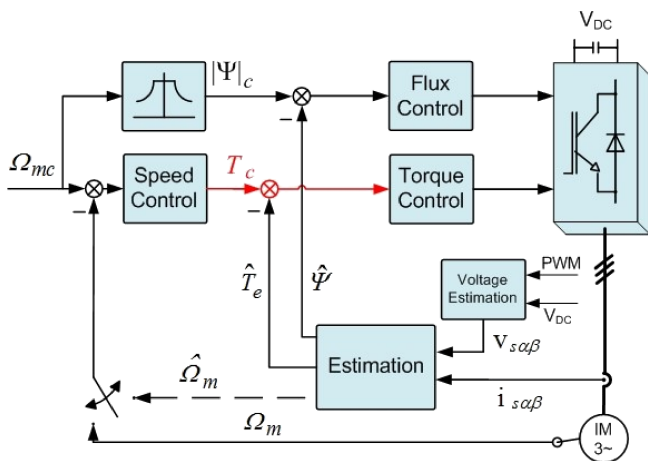 V_DC
|Ψ|_c
Flux
Control
Ω_mc
Speed
Control
T_c
Torque
Control
T̂_e
Ψ̂
Voltage
Estimation
PWM
V_DC
v_sαβ
Estimation
Ω̂_m
i_sαβ
Ω_m
IM
3~